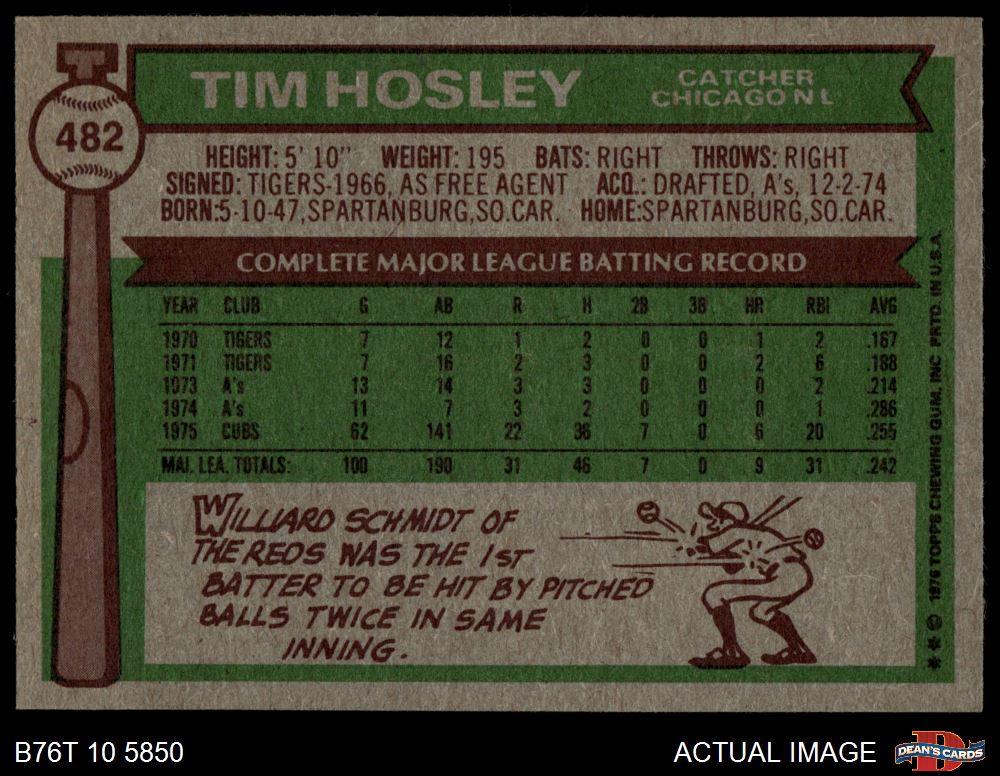 482
TIM HOSLEY
CATCHER
CHICAGO N L
HEIGHT: 5' 10" WEIGHT: 195 BATS: RIGHT THROWS: RIGHT
SIGNED: TIGERS-1966, AS FREE AGENT ACQ.: DRAFTED, A's, 12-2-74
BORN:5-10-47,SPARTANBURG,SO.CAR. HOME:SPARTANBURG,SO.CAR.
COMPLETE MAJOR LEAGUE BATTING RECORD
YEAR CLUB G AB R H 2B 3B HR RBI AVG
1970 TIGERS 7 12 1 2 0 0 1 2 .167
1971 TIGERS 7 16 2 3 0 0 2 6 .188
1973 A's 13 14 3 3 0 0 0 2 .214
1974 A's 11 7 3 2 0 0 0 1 .286
1975 CUBS 62 141 22 36 7 0 6 20 .255
MAJ. LEA. TOTALS: 100 190 31 46 7 0 9 31 .242
WILLIARD SCHMIDT OF
THE REDS WAS THE 1ST
BATTER TO BE HIT BY PITCHED
BALLS TWICE IN SAME
INNING.
** © 1976 TOPPS CHEWING GUM, INC PRTD. IN U.S.A.
B76T 10 5850
ACTUAL IMAGE
DEAN'S CARDS